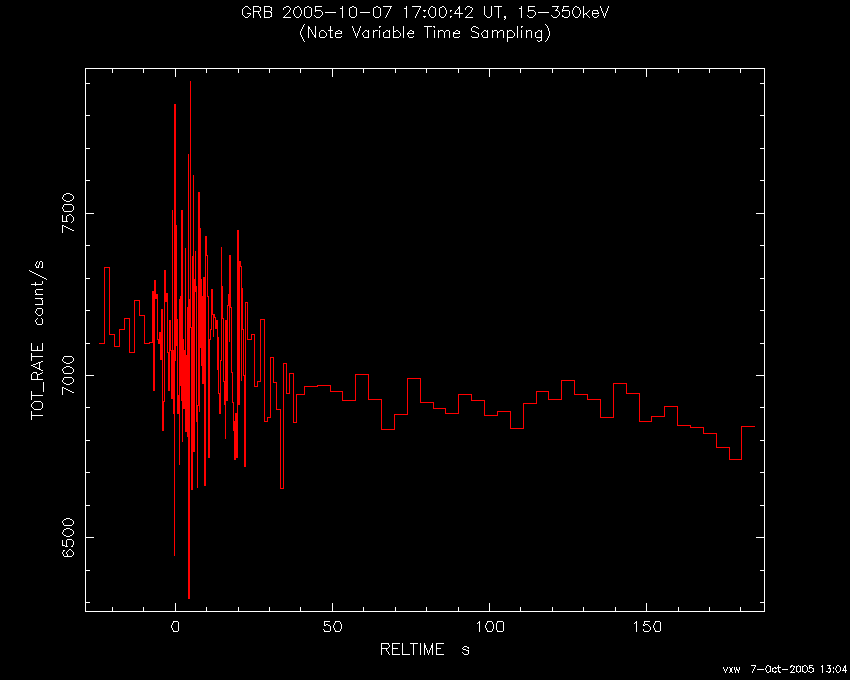 GRB 2005-10-07 17:00:42 UT, 15-350keV
(Note Variable Time Sampling)
TOT_RATE count/s
7500
7000
6500
0 50 100 150
RELTIME s
vxw 7-Oct-2005 13:04